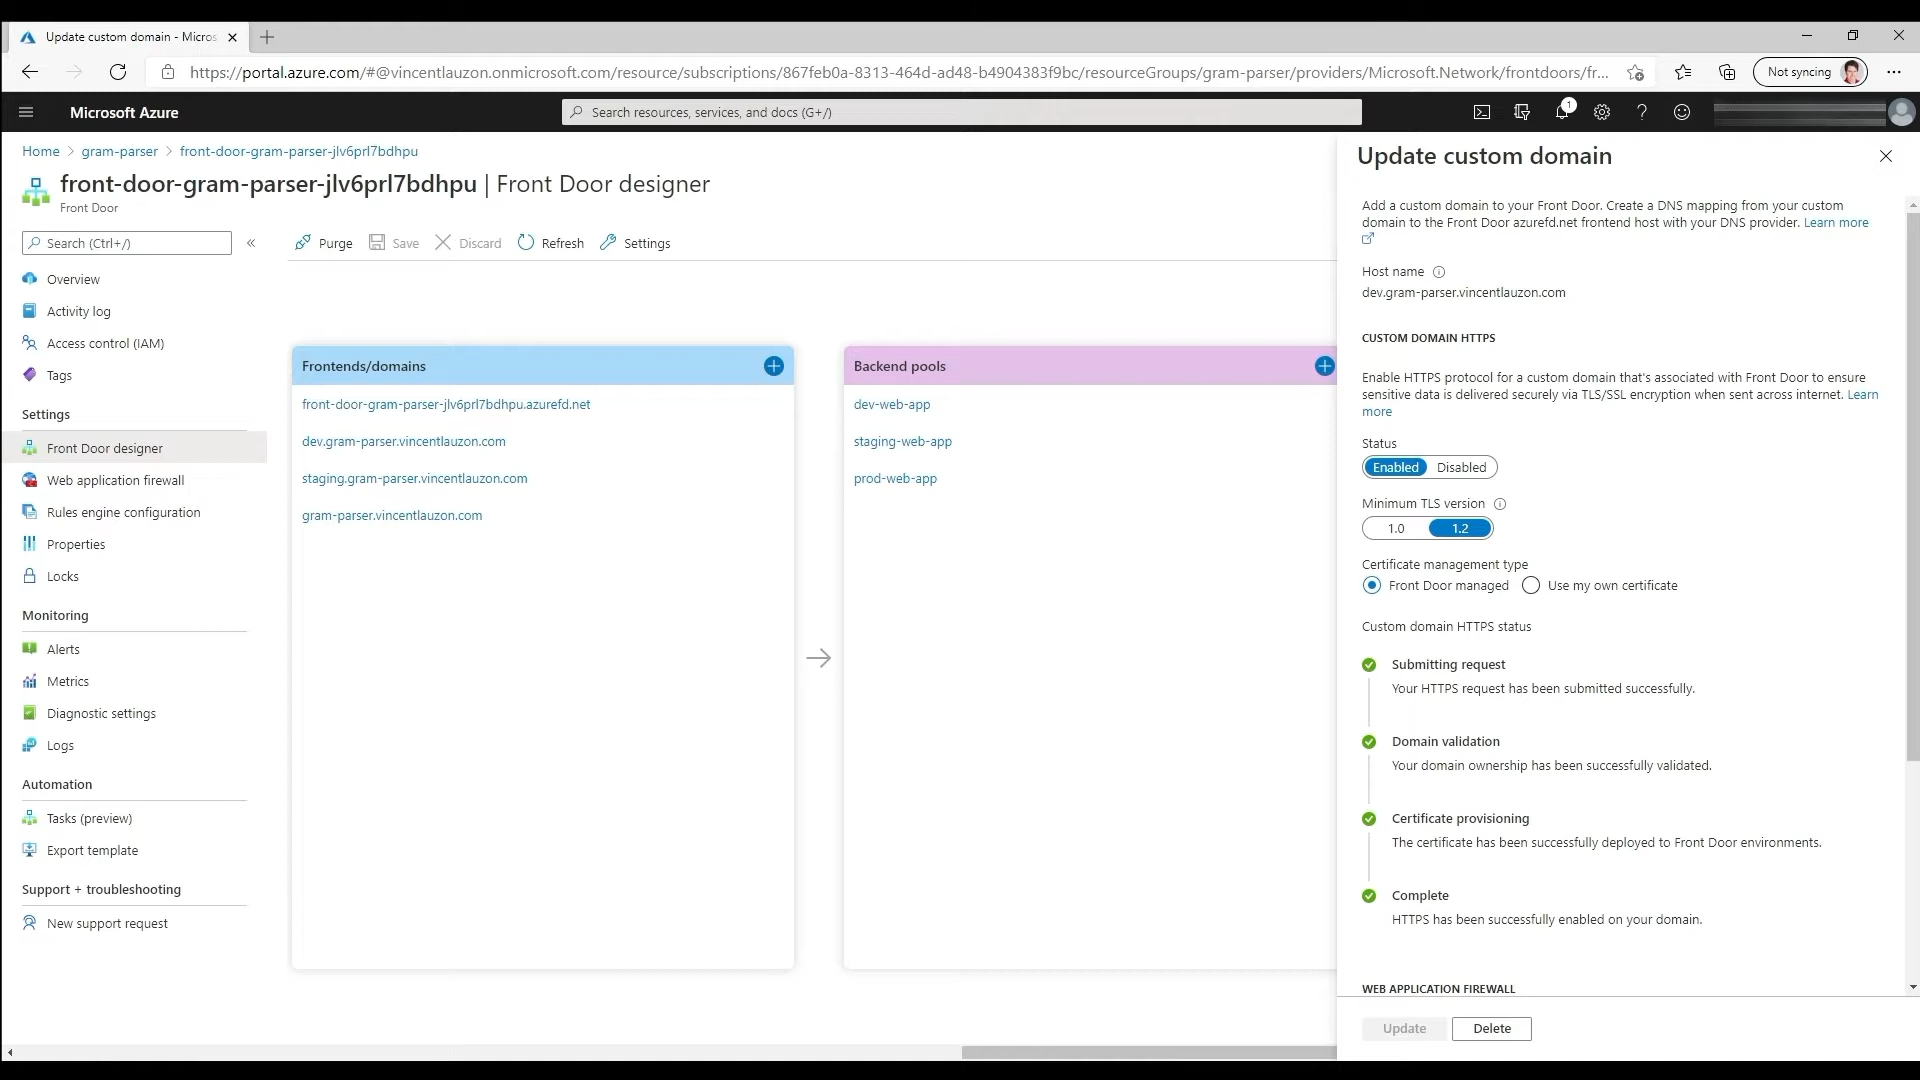 Update custom domain - Micros
https://portal.azure.com/#@vincentlauzon.onmicrosoft.com/resource/subscriptions/867feb0a-8313-464d-ad48-b4904383f9bc/resourceGroups/gram-parser/providers/Microsoft.Network/frontdoors/fr...
Not syncing
Microsoft Azure
Search resources, services, and docs (G+/)
1
Home > gram-parser > front-door-gram-parser-jlv6prl7bdhpu
front-door-gram-parser-jlv6prl7bdhpu | Front Door designer
Front Door
Search (Ctrl+/)
«
Purge
Save
Discard
Refresh
Settings
Overview
Activity log
Access control (IAM)
Tags
Settings
Front Door designer
Web application firewall
Rules engine configuration
Properties
Locks
Monitoring
Alerts
Metrics
Diagnostic settings
Logs
Automation
Tasks (preview)
Export template
Support + troubleshooting
New support request
Frontends/domains
front-door-gram-parser-jlv6prl7bdhpu.azurefd.net
dev.gram-parser.vincentlauzon.com
staging.gram-parser.vincentlauzon.com
gram-parser.vincentlauzon.com
Backend pools
dev-web-app
staging-web-app
prod-web-app
Update custom domain
Add a custom domain to your Front Door. Create a DNS mapping from your custom
domain to the Front Door azurefd.net frontend host with your DNS provider. Learn more
Host name
dev.gram-parser.vincentlauzon.com
CUSTOM DOMAIN HTTPS
Enable HTTPS protocol for a custom domain that's associated with Front Door to ensure
sensitive data is delivered securely via TLS/SSL encryption when sent across internet. Learn
more
Status
Enabled Disabled
Minimum TLS version
1.0 1.2
Certificate management type
Front Door managed Use my own certificate
Custom domain HTTPS status
Submitting request
Your HTTPS request has been submitted successfully.
Domain validation
Your domain ownership has been successfully validated.
Certificate provisioning
The certificate has been successfully deployed to Front Door environments.
Complete
HTTPS has been successfully enabled on your domain.
WEB APPLICATION FIREWALL
Update
Delete